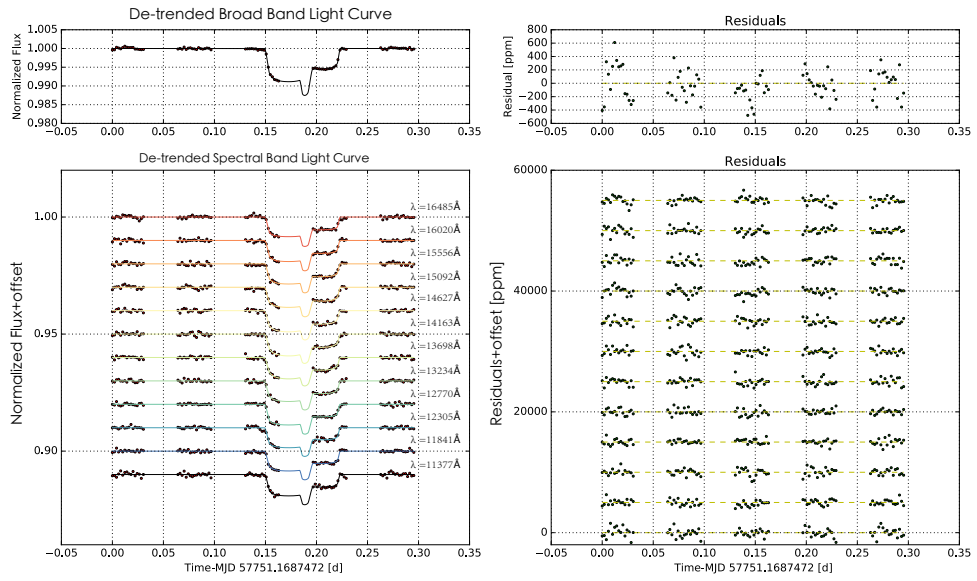 De-trended Broad Band Light Curve
Normalized Flux
1.005
1.000
0.995
0.990
0.985
0.980
−0.05 0.00 0.05 0.10 0.15 0.20 0.25 0.30 0.35
Residuals
Residual [ppm]
800
600
400
200
0
−200
−400
−600
−0.05 0.00 0.05 0.10 0.15 0.20 0.25 0.30 0.35
De-trended Spectral Band Light Curve
Normalized Flux+offset
1.00
0.95
0.90
λ=16485Å
λ=16020Å
λ=15556Å
λ=15092Å
λ=14627Å
λ=14163Å
λ=13698Å
λ=13234Å
λ=12770Å
λ=12305Å
λ=11841Å
λ=11377Å
−0.05 0.00 0.05 0.10 0.15 0.20 0.25 0.30 0.35
Time-MJD 57751.1687472 [d]
Residuals
Residuals+offset [ppm]
60000
40000
20000
0
−0.05 0.00 0.05 0.10 0.15 0.20 0.25 0.30 0.35
Time-MJD 57751.1687472 [d]